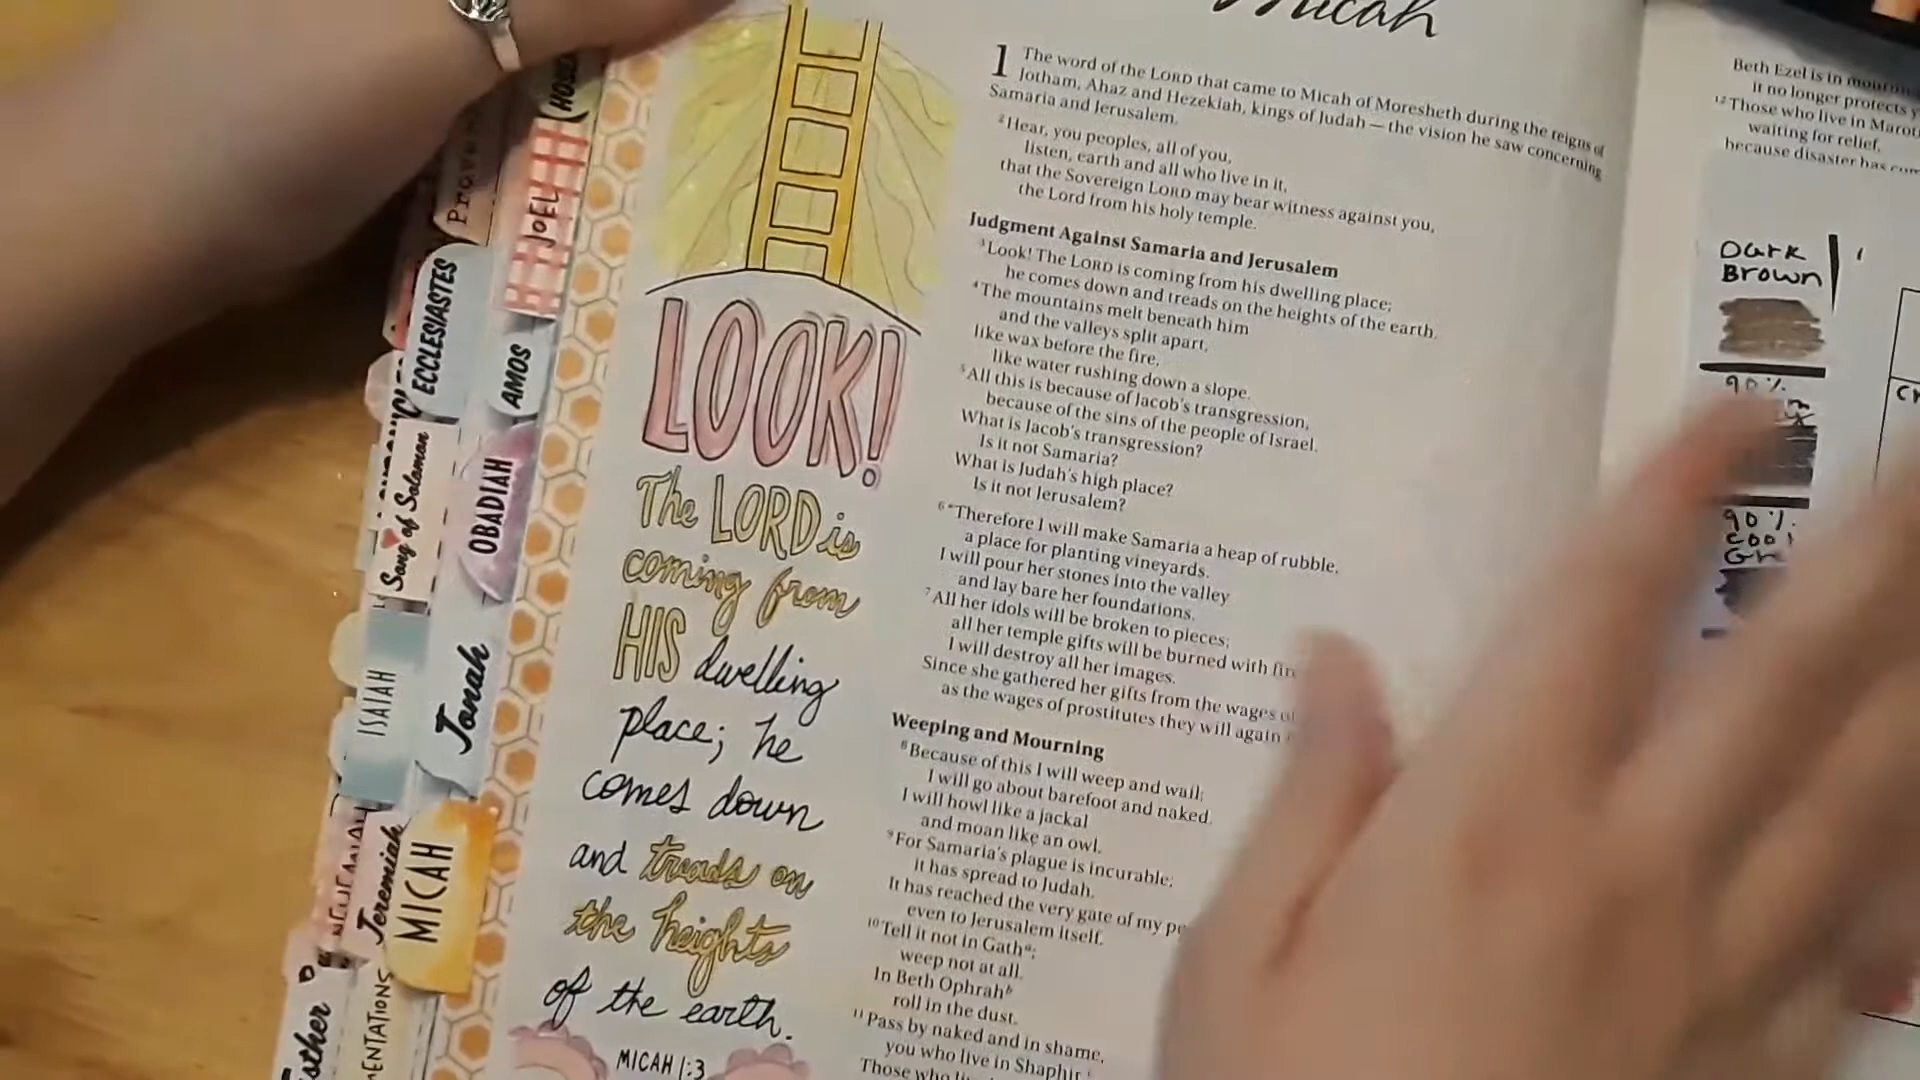 Micah
1 The word of the LORD that came to Micah of Moresheth during the reigns of
Jotham, Ahaz and Hezekiah, kings of Judah — the vision he saw concerning
Samaria and Jerusalem.
2 Hear, you peoples, all of you,
listen, earth and all who live in it,
that the Sovereign LORD may bear witness against you,
the Lord from his holy temple.
Judgment Against Samaria and Jerusalem
3 Look! The LORD is coming from his dwelling place;
he comes down and treads on the heights of the earth.
4 The mountains melt beneath him
and the valleys split apart,
like wax before the fire,
like water rushing down a slope.
5 All this is because of Jacob's transgression,
because of the sins of the people of Israel.
What is Jacob's transgression?
Is it not Samaria?
What is Judah's high place?
Is it not Jerusalem?
6 "Therefore I will make Samaria a heap of rubble,
a place for planting vineyards.
I will pour her stones into the valley
and lay bare her foundations.
7 All her idols will be broken to pieces;
all her temple gifts will be burned with
I will destroy all her images.
Since she gathered her gifts from the wages
as the wages of prostitutes they will again
Weeping and Mourning
8 Because of this I will weep and wail;
I will go about barefoot and naked.
I will howl like a jackal
and moan like an owl.
9 For Samaria's plague is incurable;
it has spread to Judah.
It has reached the very gate of my
even to Jerusalem itself.
10 Tell it not in Gath a;
weep not at all.
In Beth Ophrah b
roll in the dust.
11 Pass by naked and in shame,
you who live in Shaphir.
Those who
LOOK!
The LORD is
coming from
HIS dwelling
place; he
comes down
and treads on
the heights
of the earth.
MICAH 1:3
HOSEA
Proverbs
JOEL
ECCLESIASTES
AMOS
Song of Solomon
OBADIAH
ISAIAH
Jonah
Jeremiah
MICAH
Esther
Beth Ezel is in mourning
it no longer protects
12 Those who live in Maroth
waiting for relief,
because disaster has
Dark
Brown
90%
90%